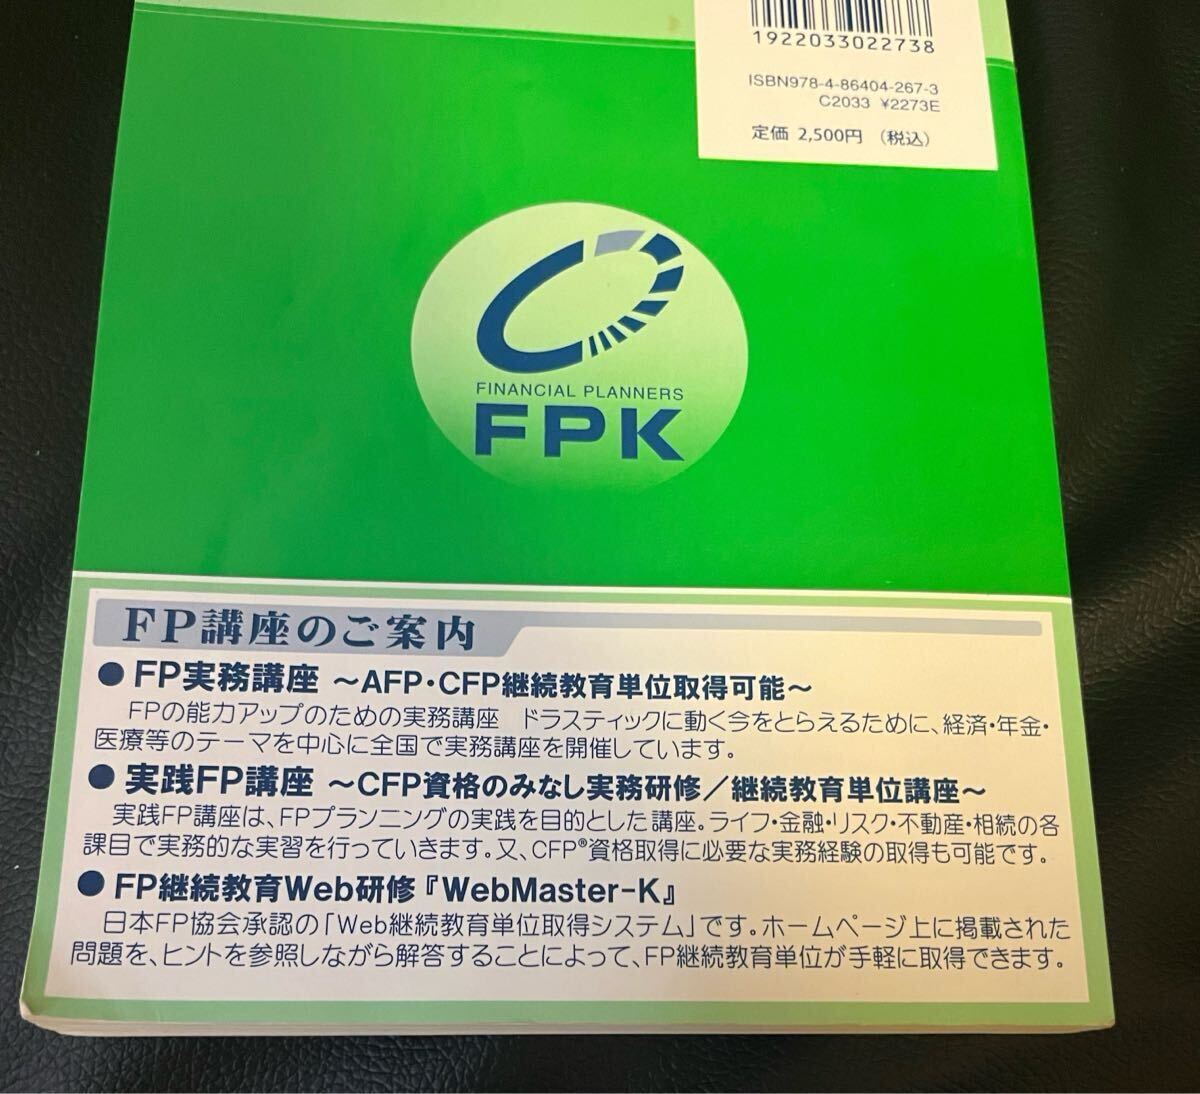 1922033022738
ISBN978-4-86404-267-3
C2033 ¥2273E
定価 2,500円 （税込）
FINANCIAL PLANNERS
FPK
FP講座のご案内
● FP実務講座 〜AFP・CFP継続教育単位取得可能〜
FPの能力アップのための実務講座　ドラスティックに動く今をとらえるために、経済・年金・
医療等のテーマを中心に全国で実務講座を開催しています。
● 実践FP講座 〜CFP資格のみなし実務研修／継続教育単位講座〜
実践FP講座は、FPプランニングの実践を目的とした講座。ライフ・金融・リスク・不動産・相続の各
課目で実務的な実習を行っていきます。又、CFP®資格取得に必要な実務経験の取得も可能です。
● FP継続教育Web研修『WebMaster-K』
日本FP協会承認の「Web継続教育単位取得システム」です。ホームページ上に掲載された
問題を、ヒントを参照しながら解答することによって、FP継続教育単位が手軽に取得できます。